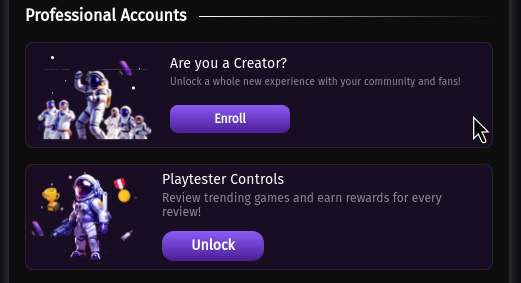 Professional Accounts
Are you a Creator?
Unlock a whole new experience with your community and fans!
Enroll
Playtester Controls
Review trending games and earn rewards for every
review!
Unlock